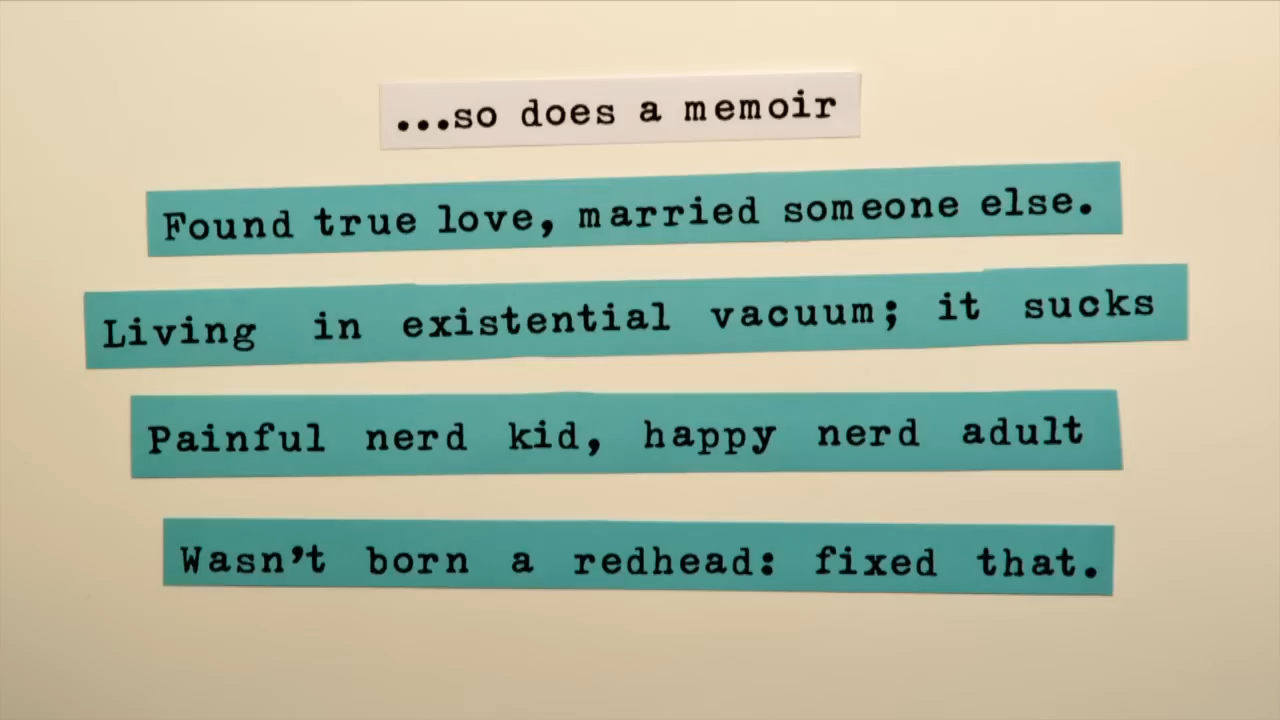 ...so does a memoir
Found true love, married someone else.
Living in existential vacuum; it sucks
Painful nerd kid, happy nerd adult
Wasn't born a redhead: fixed that.